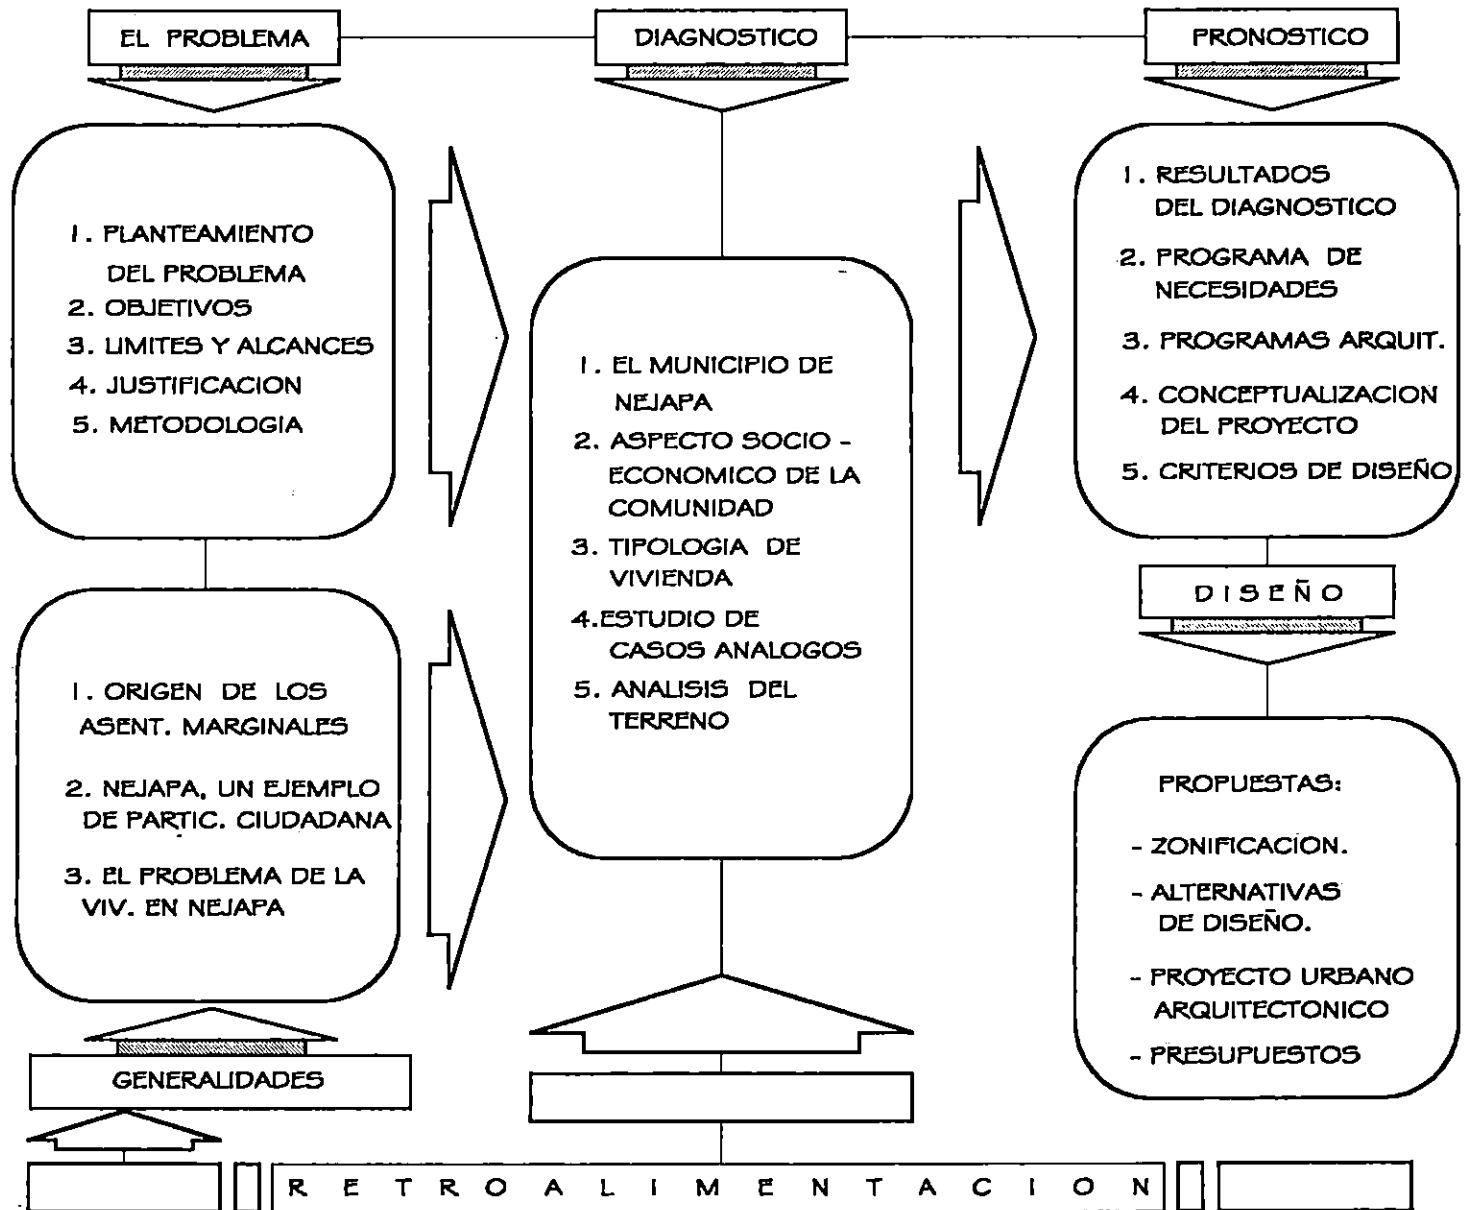 EL PROBLEMA
1. PLANTEAMIENTO
DEL PROBLEMA
2. OBJETIVOS
3. LIMITES Y ALCANCES
4. JUSTIFICACION
5. METODOLOGIA
1. ORIGEN DE LOS
ASENT. MARGINALES
2. NEJAPA, UN EJEMPLO
DE PARTIC. CIUDADANA
3. EL PROBLEMA DE LA
VIV. EN NEJAPA
GENERALIDADES
DIAGNOSTICO
1. EL MUNICIPIO DE
NEJAPA
2. ASPECTO SOCIO -
ECONOMICO DE LA
COMUNIDAD
3. TIPOLOGIA DE
VIVIENDA
4.ESTUDIO DE
CASOS ANALOGOS
5. ANALISIS DEL
TERRENO
PRONOSTICO
1. RESULTADOS
DEL DIAGNOSTICO
2. PROGRAMA DE
NECESIDADES
3. PROGRAMAS ARQUIT.
4. CONCEPTUALIZACION
DEL PROYECTO
5. CRITERIOS DE DISEÑO
DISEÑO
PROPUESTAS:
- ZONIFICACION.
- ALTERNATIVAS
DE DISEÑO.
- PROYECTO URBANO
ARQUITECTONICO
- PRESUPUESTOS
RETROALIMENTACION